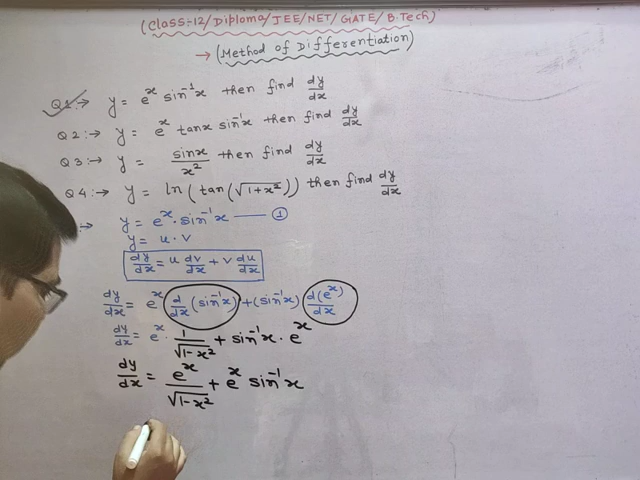 (Class-12/Diploma/JEE/NET/GATE/B.Tech)
→ (Method of Differentiation)
Q1:→ y = e^x sin⁻¹x then find dy/dx
Q2:→ y = e^x tanx sin⁻¹x then find dy/dx
Q3:→ y = sinx/x² then find dy/dx
Q4:→ y = ln(tan(√(1+x²))) then find dy/dx
→ y = e^x · sin⁻¹x —— ①
y = u · v
dy/dx = u dv/dx + v du/dx
dy/dx = e^x d/dx (sin⁻¹x) + (sin⁻¹x) d(e^x)/dx
dy/dx = e^x · 1/√(1-x²) + sin⁻¹x · e^x
dy/dx = e^x/√(1-x²) + e^x sin⁻¹x